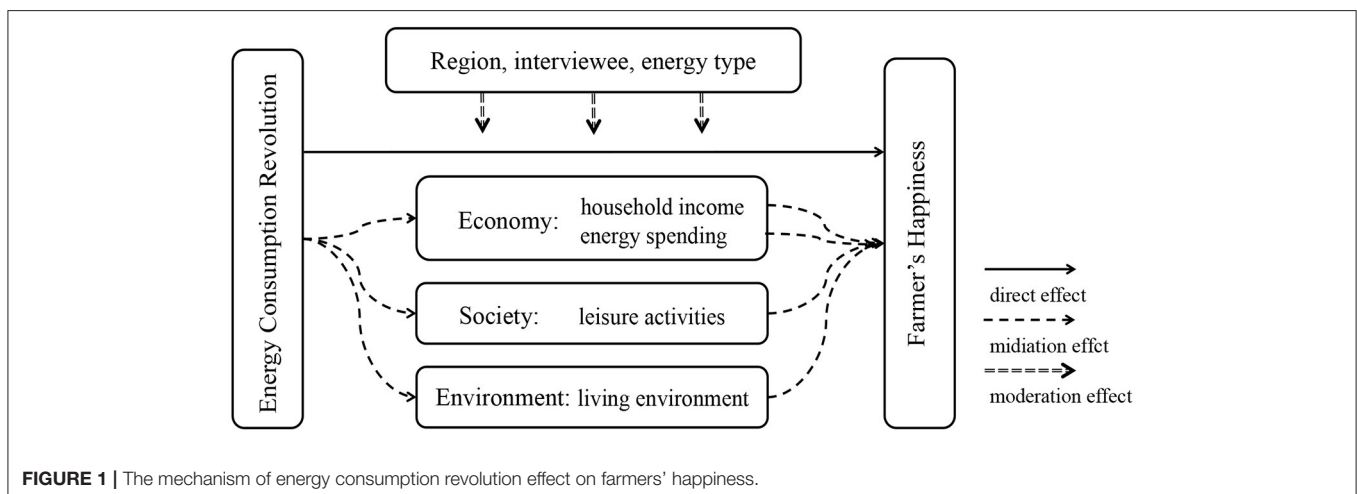 Region, interviewee, energy type
Energy Consumption Revolution
Economy: household income
energy spending
Society: leisure activities
Environment: living environment
Farmer's Happiness
direct effect
midiation effct
moderation effect
FIGURE 1 | The mechanism of energy consumption revolution effect on farmers' happiness.